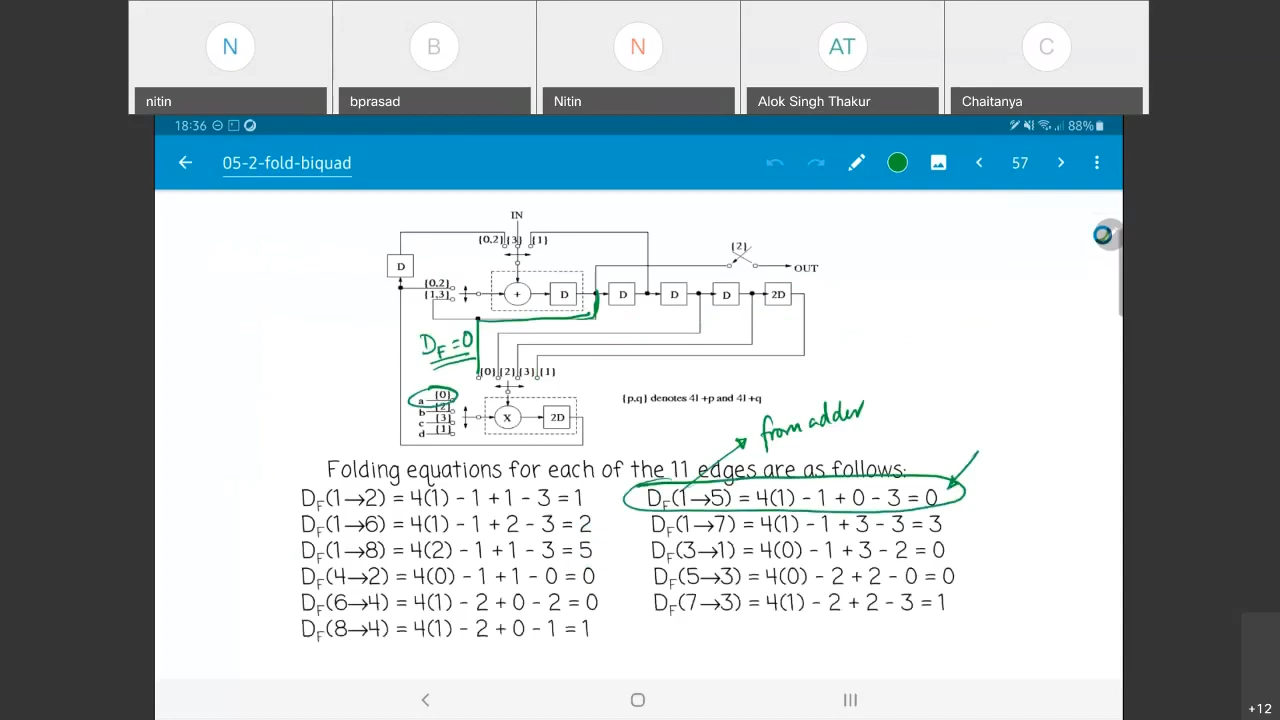 N B N AT C
nitin bprasad Nitin Alok Singh Thakur Chaitanya
18:36 88%
05-2-fold-biquad 57
IN
{0,2} {3} {1}
{2}
D OUT
{0,2}
{1,3} + D D D D 2D
D_F = 0
{0} {2} {3} {1}
a {0}
b {2}
c {3}
d {1}
X 2D
{p,q} denotes 4l+p and 4l+q
from adder
Folding equations for each of the 11 edges are as follows:
D_F(1→2) = 4(1) - 1 + 1 - 3 = 1 D_F(1→5) = 4(1) - 1 + 0 - 3 = 0
D_F(1→6) = 4(1) - 1 + 2 - 3 = 2 D_F(1→7) = 4(1) - 1 + 3 - 3 = 3
D_F(1→8) = 4(2) - 1 + 1 - 3 = 5 D_F(3→1) = 4(0) - 1 + 3 - 2 = 0
D_F(4→2) = 4(0) - 1 + 1 - 0 = 0 D_F(5→3) = 4(0) - 2 + 2 - 0 = 0
D_F(6→4) = 4(1) - 2 + 0 - 2 = 0 D_F(7→3) = 4(1) - 2 + 2 - 3 = 1
D_F(8→4) = 4(1) - 2 + 0 - 1 = 1
+12